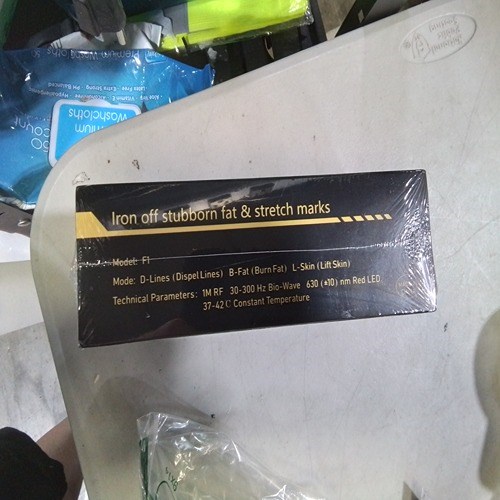 Iron off stubborn fat & stretch marks
Model: F1
Mode: D-Lines (Dispel Lines) B-Fat (Burn Fat) L-Skin (Lift Skin)
Technical Parameters: 1M RF 30-300 Hz Bio-Wave 630 (±10) nm Red LED
37-42℃ Constant Temperature
Washcloths